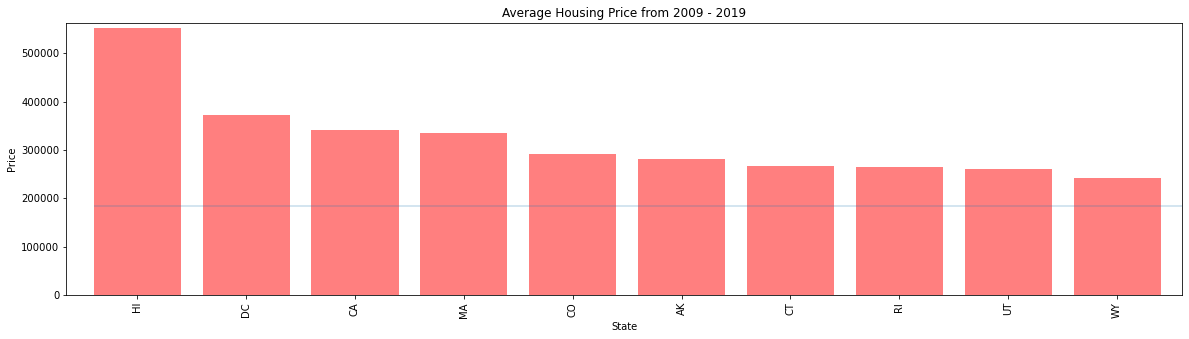 Average Housing Price from 2009 - 2019
Price
500000
400000
300000
200000
100000
0
HI
DC
CA
MA
CO
AK
CT
RI
UT
WY
State